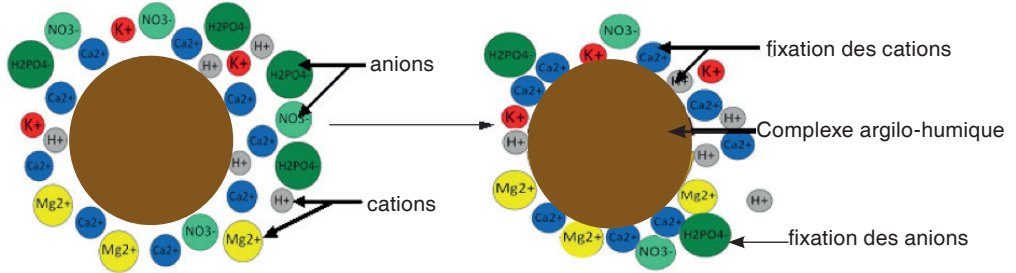 H2PO4-
NO3-
K+
NO3-
Ca2+
H2PO4-
H+
Ca2+
H+
K+
H2PO4-
anions
Ca2+
Ca2+
NO3-
K+
H+
Ca2+
H2PO4-
Ca2+
H+
Mg2+
Ca2+
H+
cations
Ca2+
NO3-
Mg2+
Mg2+
Ca2+
NO3-
H2PO4-
Ca2+
K+
Ca2+
fixation des cations
H+
K+
Ca2+
Ca2+
K+
H+
H+
Ca2+
Complexe argilo-humique
H+
Mg2+
Mg2+
H+
Ca2+
Ca2+
Mg2+
Ca2+
H2PO4-
fixation des anions
NO3-